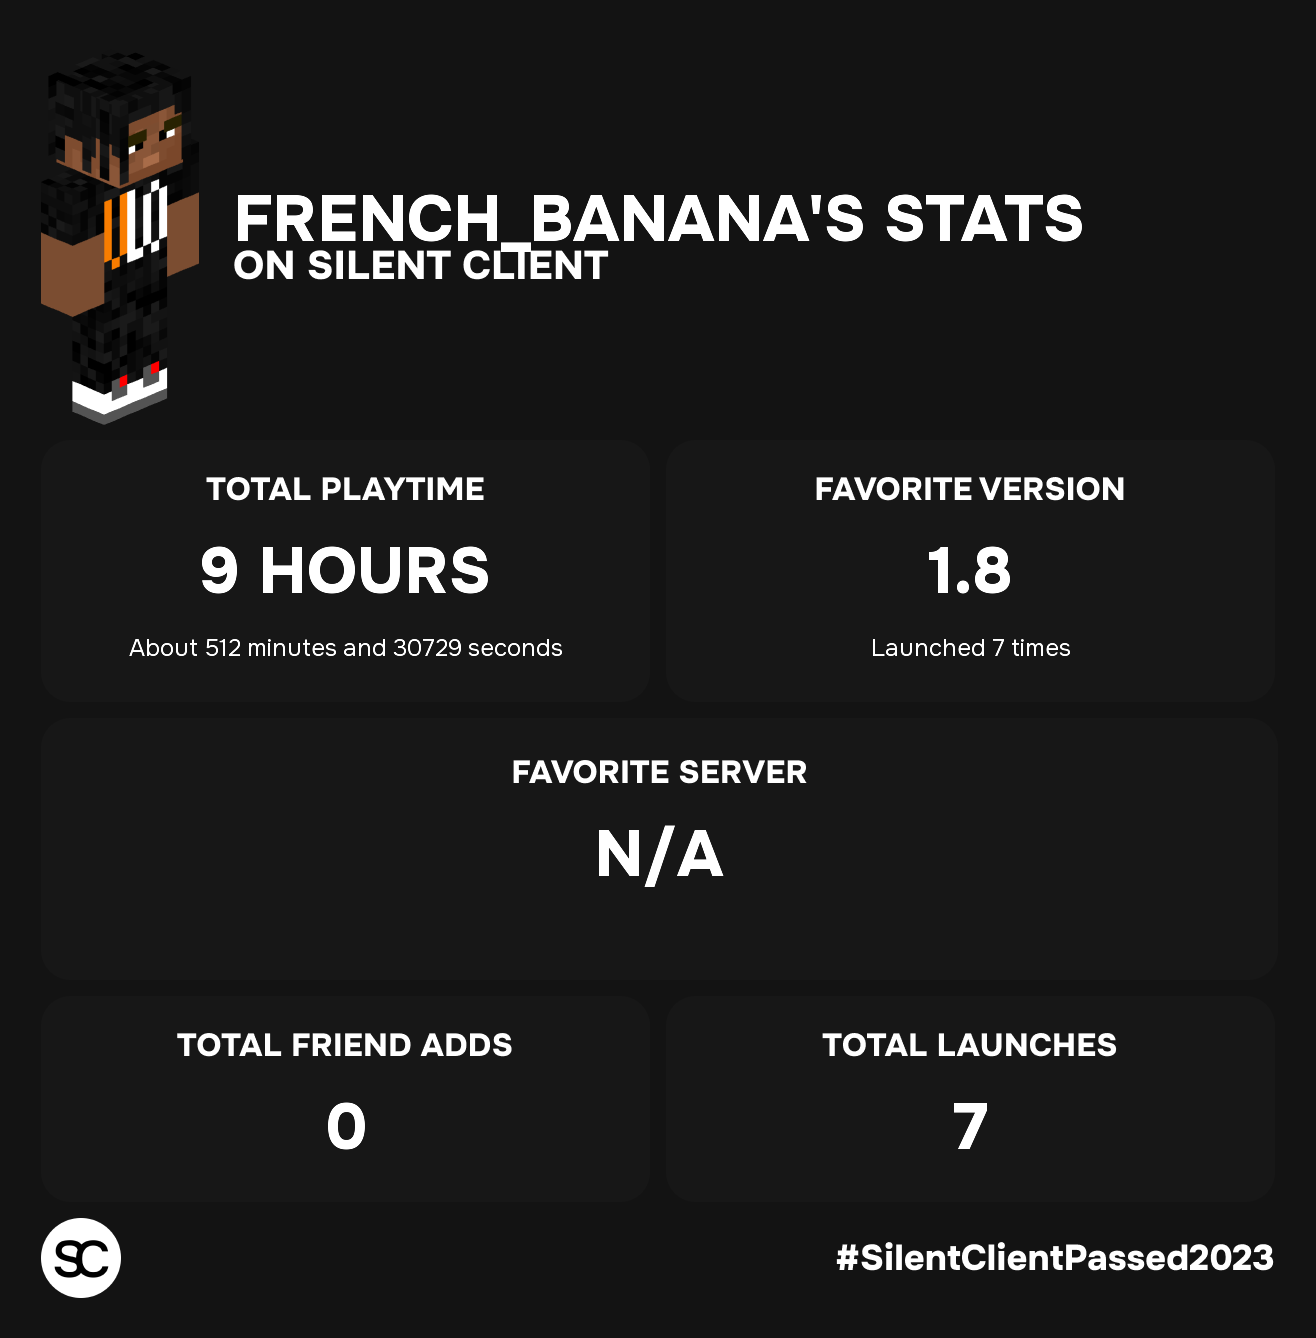 FRENCH_BANANA'S STATS
ON SILENT CLIENT
TOTAL PLAYTIME
9 HOURS
About 512 minutes and 30729 seconds
FAVORITE VERSION
1.8
Launched 7 times
FAVORITE SERVER
N/A
TOTAL FRIEND ADDS
0
TOTAL LAUNCHES
7
SC
#SilentClientPassed2023